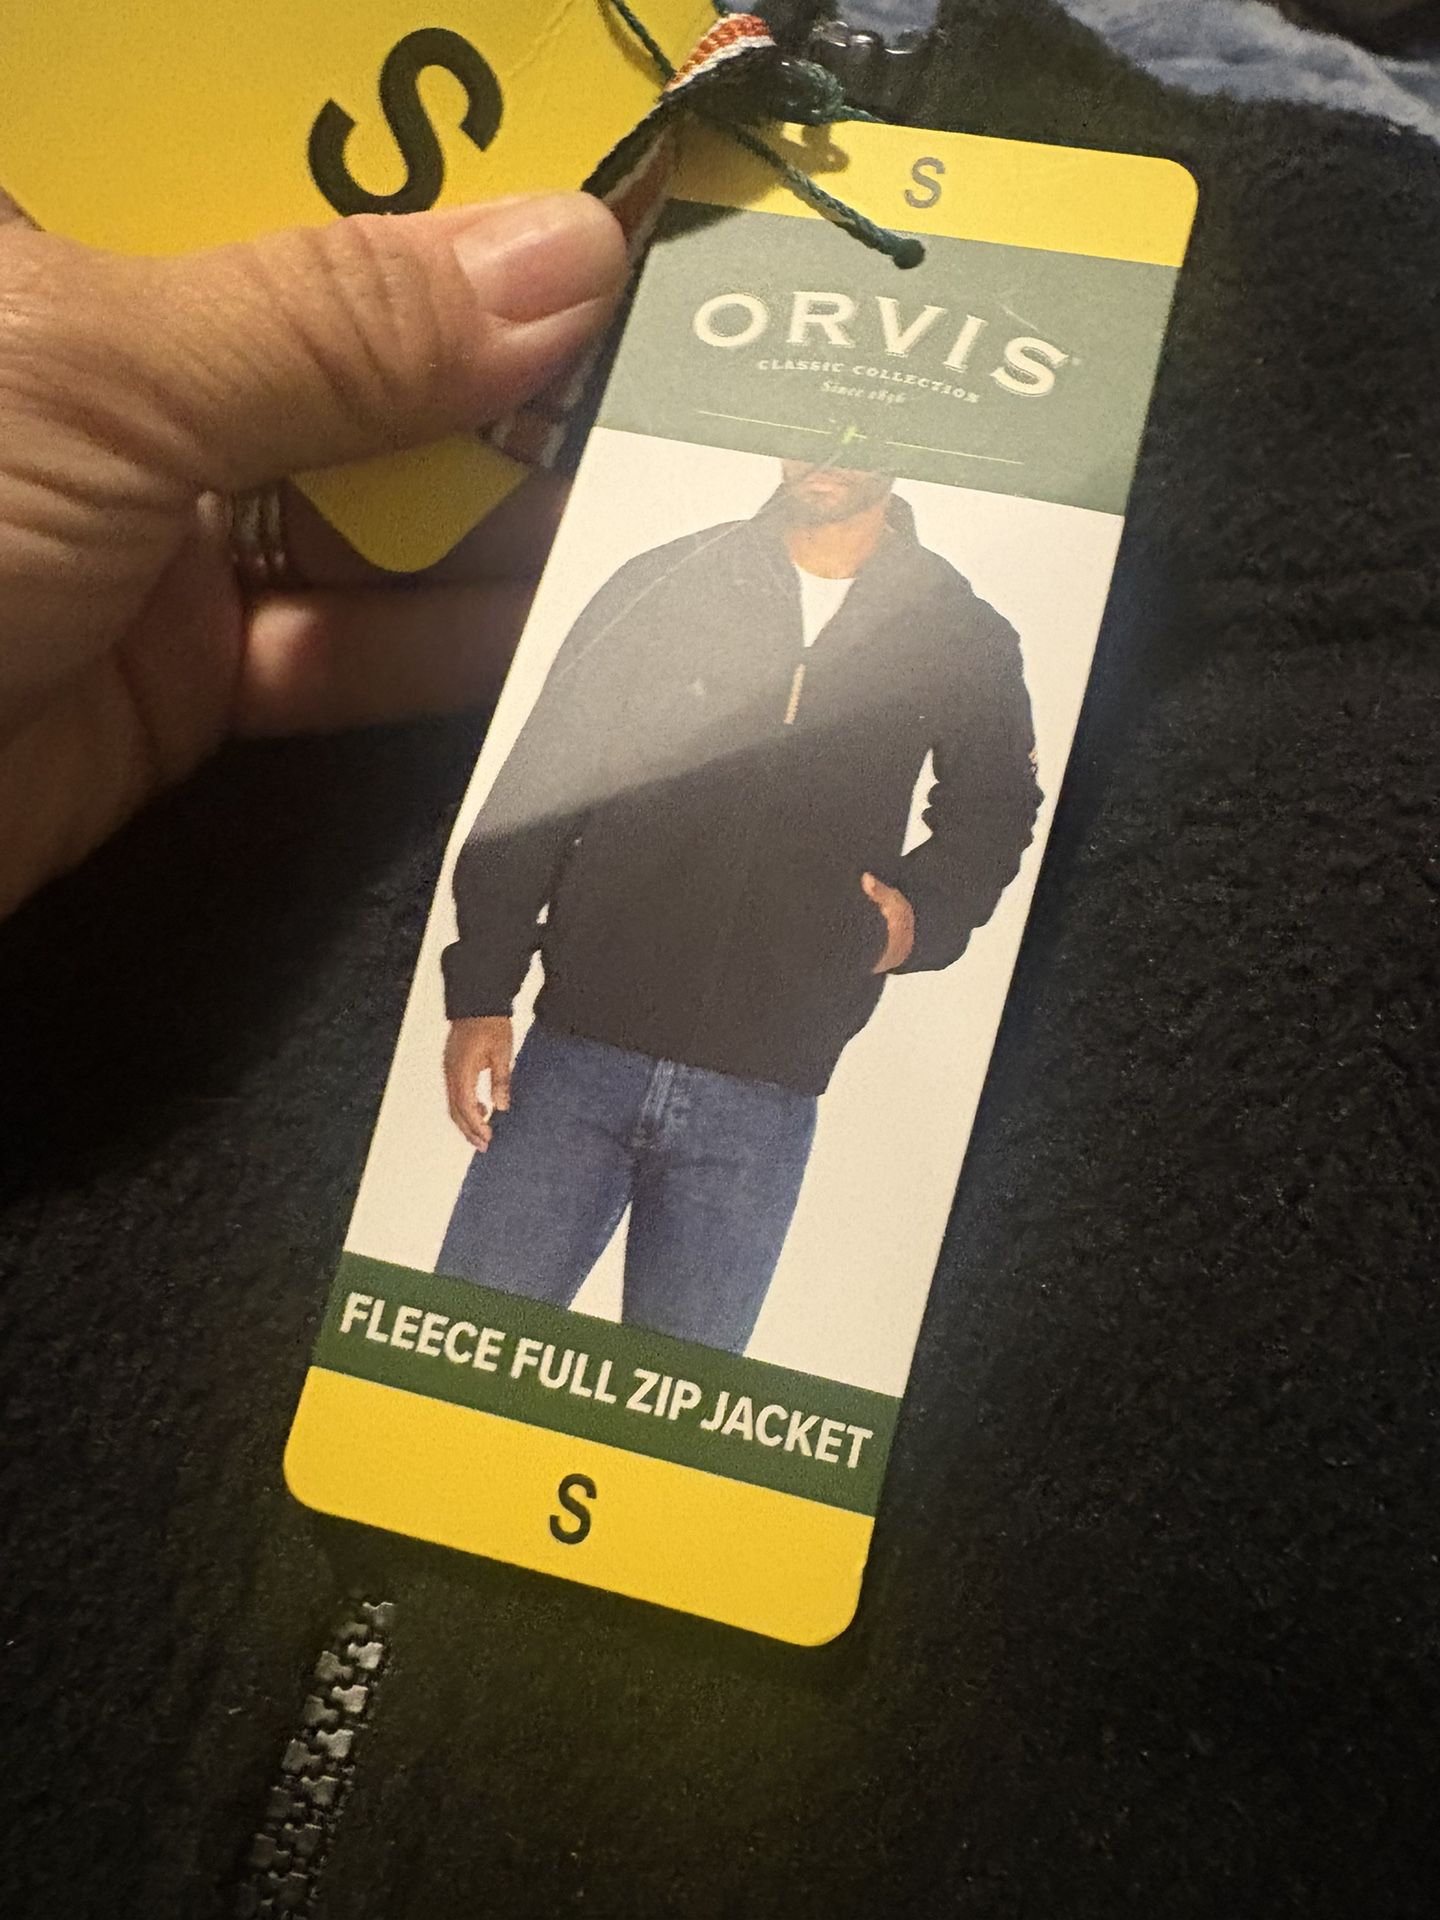 S
S
ORVIS
CLASSIC COLLECTION
Since 1856
FLEECE FULL ZIP JACKET
S